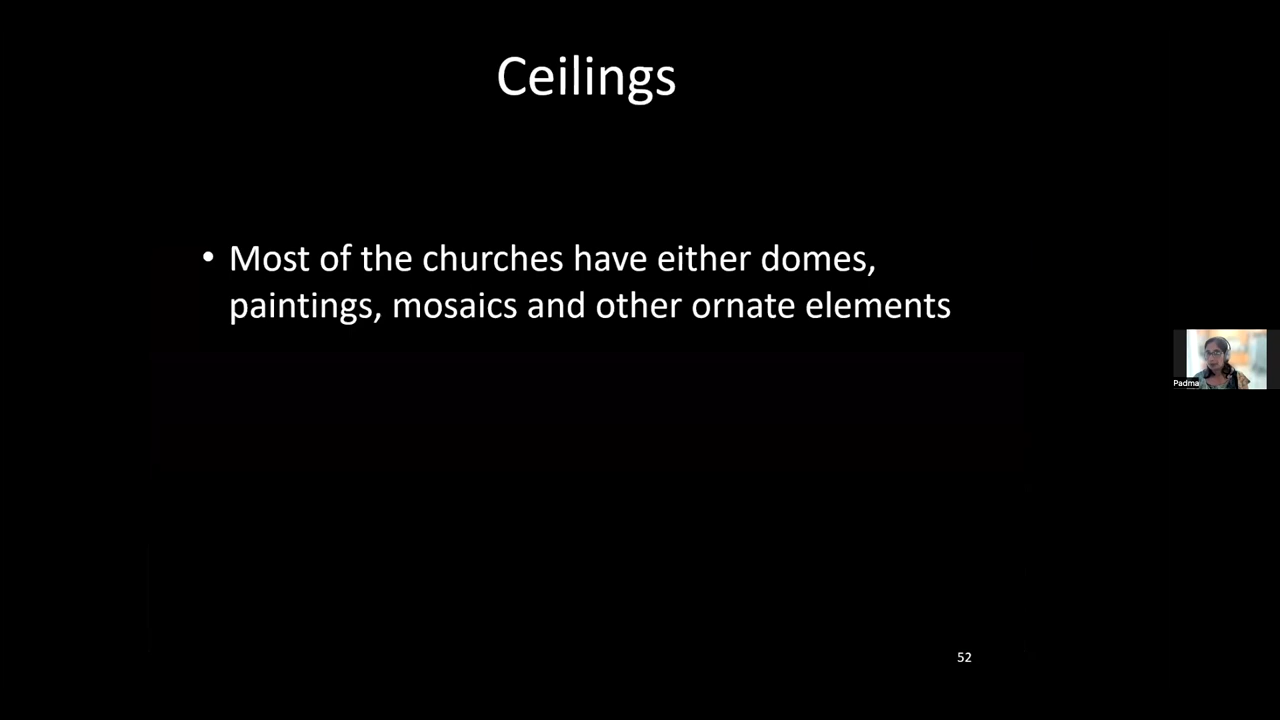 Ceilings
• Most of the churches have either domes,
paintings, mosaics and other ornate elements
Padma
52